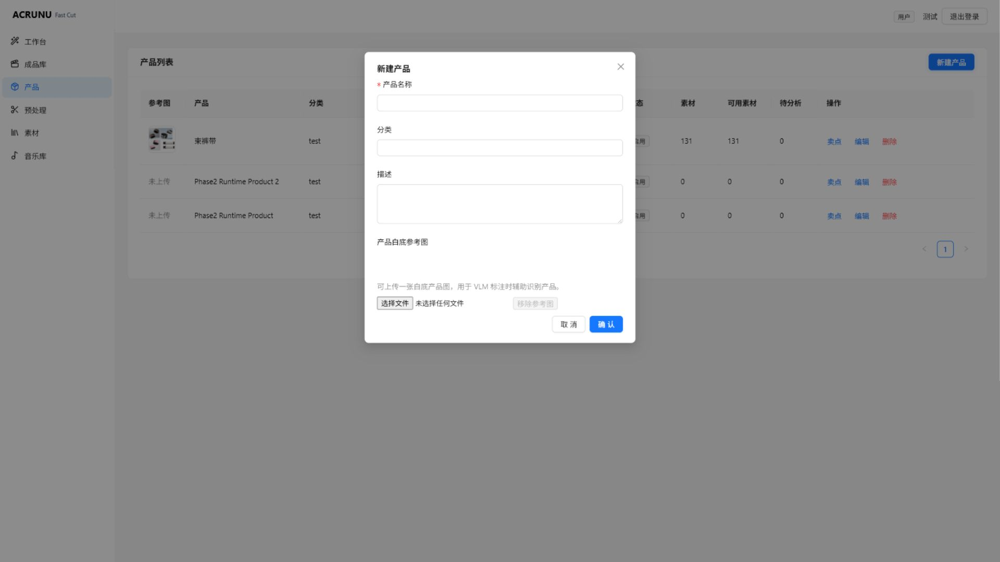 ACRUNU Fast Cut
用户 测试 退出登录
工作台
成品库
产品
预处理
素材
音乐库
产品列表 新建产品
参考图 产品 分类 态 素材 可用素材 待分析 操作
束裤带 test 启用 131 131 0 卖点 编辑 删除
未上传 Phase2 Runtime Product 2 test 启用 0 0 0 卖点 编辑 删除
未上传 Phase2 Runtime Product test 启用 0 0 0 卖点 编辑 删除
1
新建产品
* 产品名称
分类
描述
产品白底参考图
可上传一张白底产品图，用于 VLM 标注时辅助识别产品。
选择文件 未选择任何文件 移除参考图
取 消 确 认